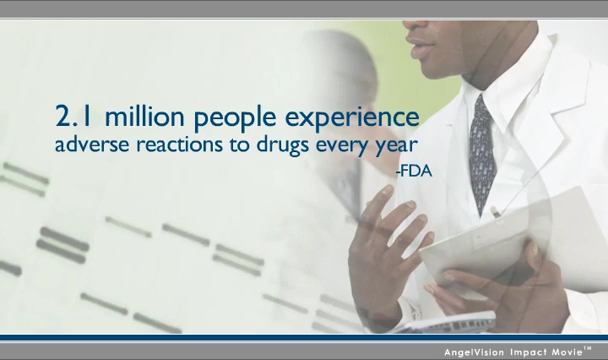 2.1 million people experience
adverse reactions to drugs every year
-FDA
AngelVision Impact Movie™